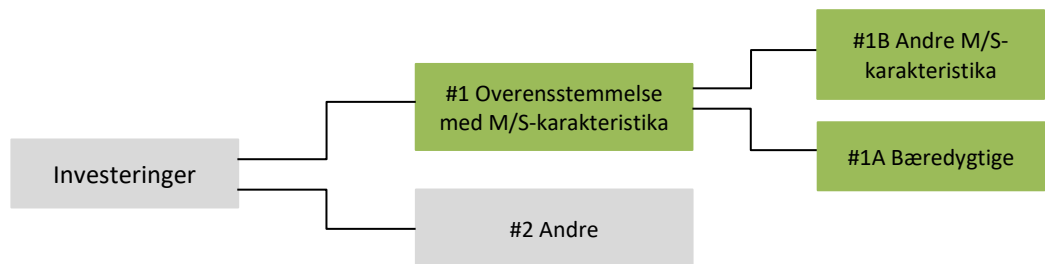 Investeringer
#1 Overensstemmelse
med M/S-karakteristika
#2 Andre
#1B Andre M/S-
karakteristika
#1A Bæredygtige